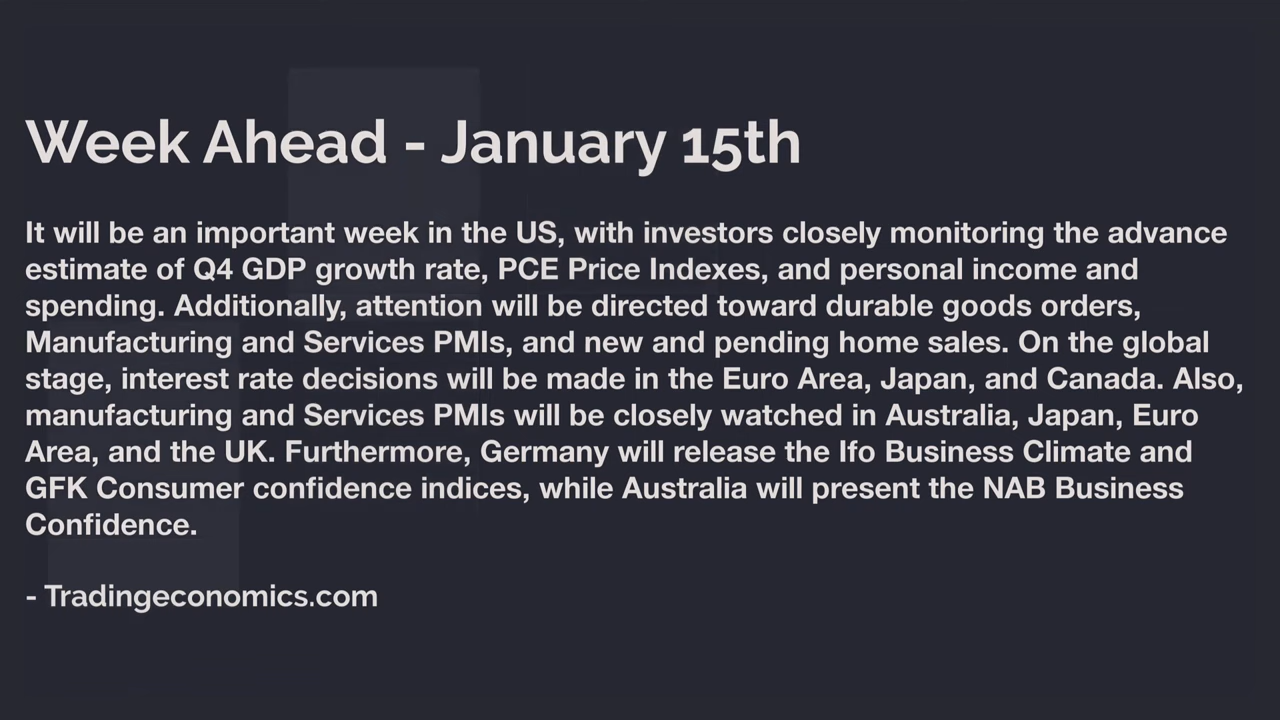 Week Ahead - January 15th
It will be an important week in the US, with investors closely monitoring the advance
estimate of Q4 GDP growth rate, PCE Price Indexes, and personal income and
spending. Additionally, attention will be directed toward durable goods orders,
Manufacturing and Services PMIs, and new and pending home sales. On the global
stage, interest rate decisions will be made in the Euro Area, Japan, and Canada. Also,
manufacturing and Services PMIs will be closely watched in Australia, Japan, Euro
Area, and the UK. Furthermore, Germany will release the Ifo Business Climate and
GFK Consumer confidence indices, while Australia will present the NAB Business
Confidence.
- Tradingeconomics.com